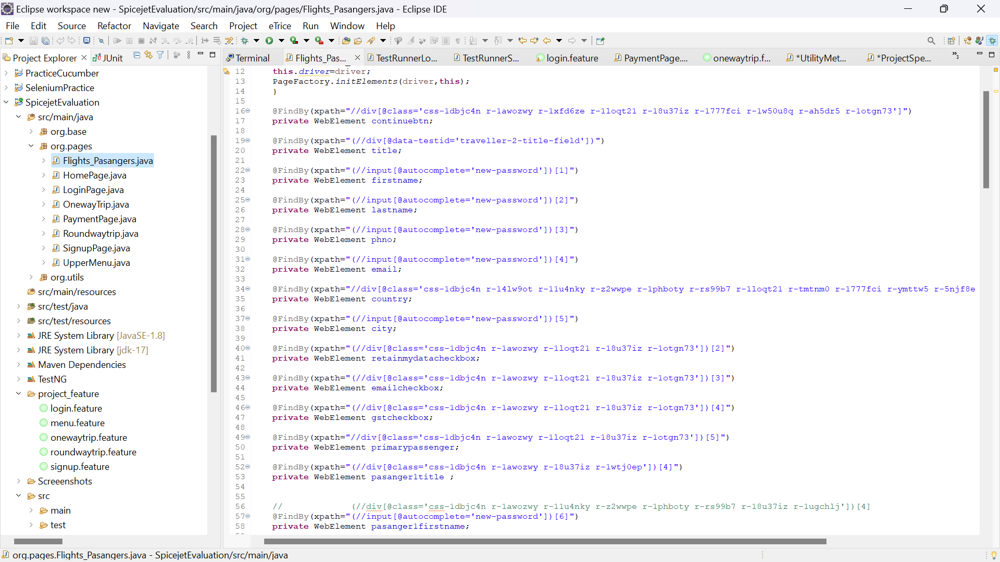 Eclipse workspace new - SpicejetEvaluation/src/main/java/org/pages/Flights_Pasangers.java - Eclipse IDE
File Edit Source Refactor Navigate Search Project eTrice Run Window Help
Project Explorer JUnit
PracticeCucumber
SeleniumPractice
SpicejetEvaluation
src/main/java
org.base
org.pages
Flights_Pasangers.java
HomePage.java
LoginPage.java
OnewayTrip.java
PaymentPage.java
Roundwaytrip.java
SignupPage.java
UpperMenu.java
org.utils
src/main/resources
src/test/java
src/test/resources
JRE System Library [JavaSE-1.8]
JRE System Library [jdk-17]
Maven Dependencies
TestNG
project_feature
login.feature
menu.feature
onewaytrip.feature
roundwaytrip.feature
signup.feature
Screeenshots
src
main
test
Terminal Flights_Pas... TestRunnerLo... TestRunnerS... login.feature PaymentPage.... onewaytrip.f... *UtilityMet... *ProjectSpe... »3
12 this.driver=driver;
13 PageFactory.initElements(driver,this);
14 }
15
16 @FindBy(xpath="//div[@class='css-1dbjc4n r-1awozwy r-1xfd6ze r-1loqt21 r-18u37iz r-1777fci r-1w50u8q r-ah5dr5 r-1otgn73']")
17 private WebElement continuebtn;
18
19 @FindBy(xpath="(//div[@data-testid='traveller-2-title-field'])")
20 private WebElement title;
21
22 @FindBy(xpath="(//input[@autocomplete='new-password'])[1]")
23 private WebElement firstname;
24
25 @FindBy(xpath="(//input[@autocomplete='new-password'])[2]")
26 private WebElement lastname;
27
28 @FindBy(xpath="(//input[@autocomplete='new-password'])[3]")
29 private WebElement phno;
30
31 @FindBy(xpath="(//input[@autocomplete='new-password'])[4]")
32 private WebElement email;
33
34 @FindBy(xpath="//div[@class='css-1dbjc4n r-14lw9ot r-11u4nky r-z2wwpe r-1phboty r-rs99b7 r-1loqt21 r-tmtnm0 r-1777fci r-ymttw5 r-5njf8e
35 private WebElement country;
36
37 @FindBy(xpath="(//input[@autocomplete='new-password'])[5]")
38 private WebElement city;
39
40 @FindBy(xpath="(//div[@class='css-1dbjc4n r-1awozwy r-1loqt21 r-18u37iz r-1otgn73'])[2]")
41 private WebElement retainmydatacheckbox;
42
43 @FindBy(xpath="(//div[@class='css-1dbjc4n r-1awozwy r-1loqt21 r-18u37iz r-1otgn73'])[3]")
44 private WebElement emailcheckbox;
45
46 @FindBy(xpath="(//div[@class='css-1dbjc4n r-1awozwy r-1loqt21 r-18u37iz r-1otgn73'])[4]")
47 private WebElement gstcheckbox;
48
49 @FindBy(xpath="//div[@class='css-1dbjc4n r-1awozwy r-1loqt21 r-18u37iz r-1otgn73'])[5]")
50 private WebElement primarypassenger;
51
52 @FindBy(xpath="(//div[@class='css-1dbjc4n r-1awozwy r-18u37iz r-1wtj0ep'])[4]")
53 private WebElement pasanger1title ;
54
55
56 // (//div[@class='css-1dbjc4n r-1awozwy r-11u4nky r-z2wwpe r-1phboty r-rs99b7 r-18u37iz r-1ugchlj'])[4]
57 @FindBy(xpath="(//input[@autocomplete='new-password'])[6]")
58 private WebElement pasanger1firstname;
org.pages.Flights_Pasangers.java - SpicejetEvaluation/src/main/java